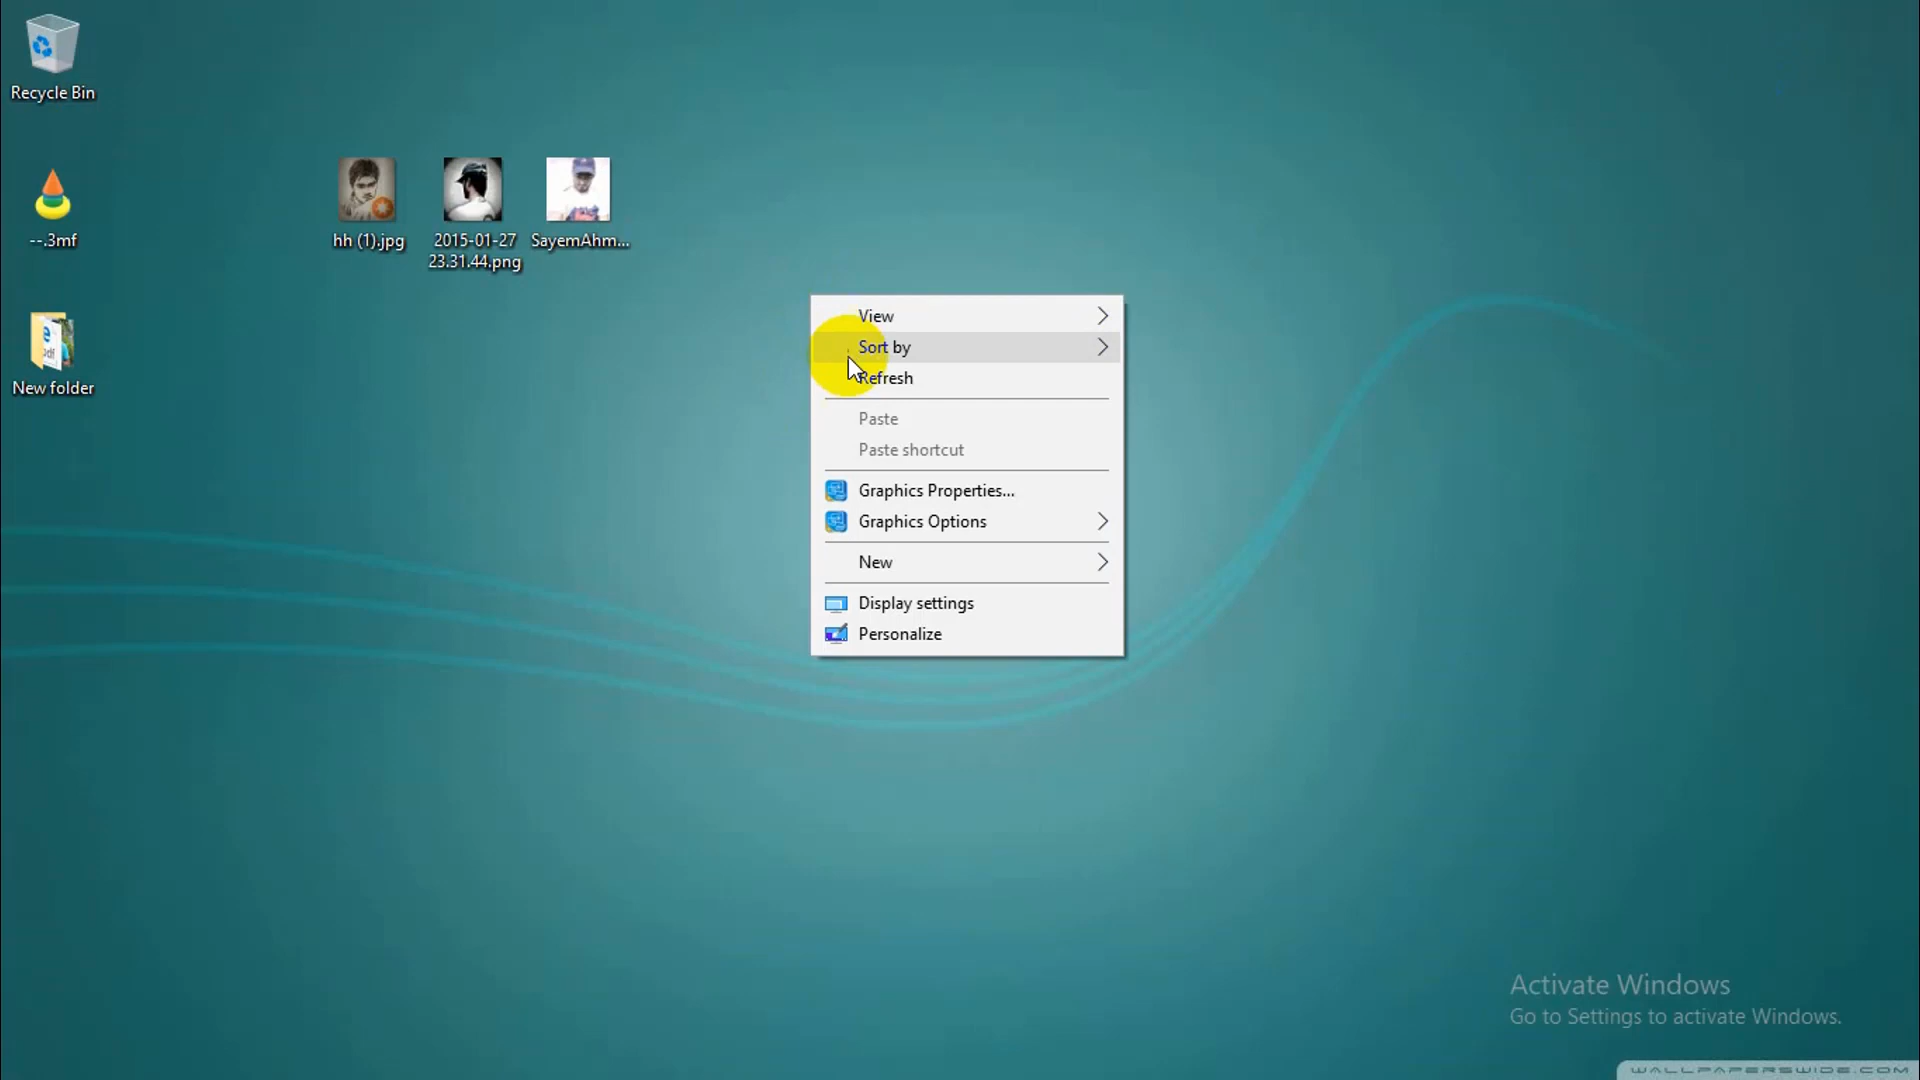 Recycle Bin
--.3mf
New folder
hh (1).jpg
2015-01-27
23.31.44.png
SayemAhm...
View
Sort by
Refresh
Paste
Paste shortcut
Graphics Properties...
Graphics Options
New
Display settings
Personalize
Activate Windows
Go to Settings to activate Windows.
WALLPAPERSWIDE.COM